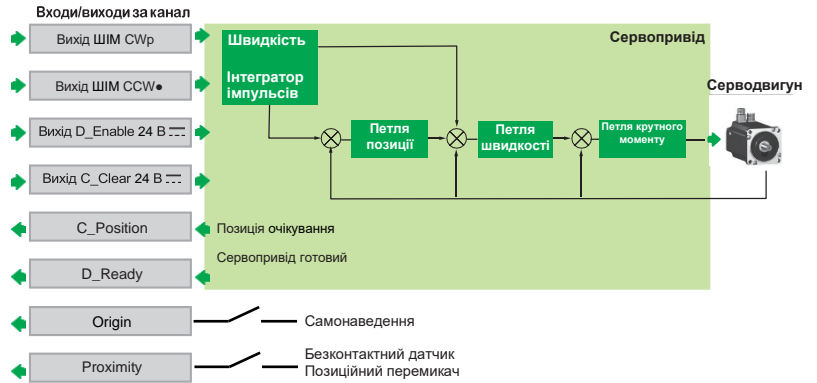 Входи/виходи за канал
Вихід ШІМ CWp
Вихід ШІМ CCW●
Вихід D_Enable 24 В
Вихід C_Clear 24 В
C_Position
D_Ready
Origin
Proximity
Швидкість
Інтегратор
імпульсів
Сервопривід
Серводвигун
Петля
позиції
Петля
швидкості
Петля крутного
моменту
Позиція очікування
Сервопривід готовий
Самонаведення
Безконтактний датчик
Позиційний перемикач